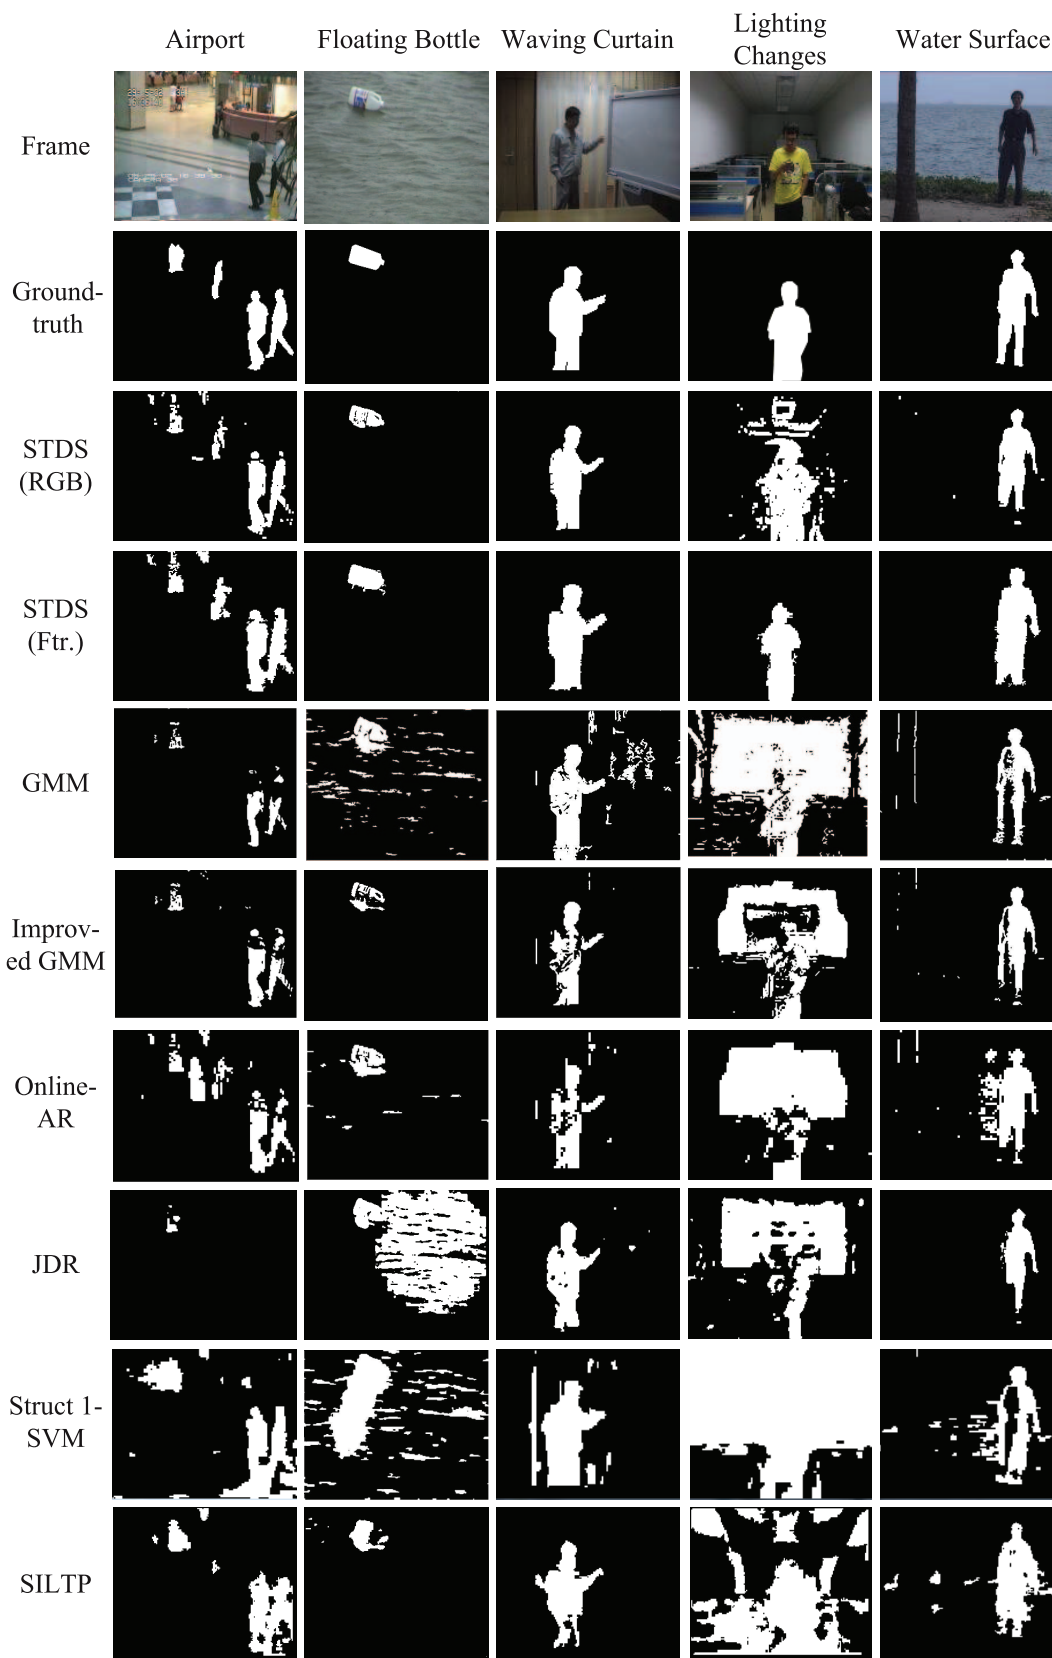 Airport
Floating Bottle
Waving Curtain
Lighting
Changes
Water Surface
Frame
Ground-
truth
STDS
(RGB)
STDS
(Ftr.)
GMM
Improv-
ed GMM
Online-
AR
JDR
Struct 1-
SVM
SILTP